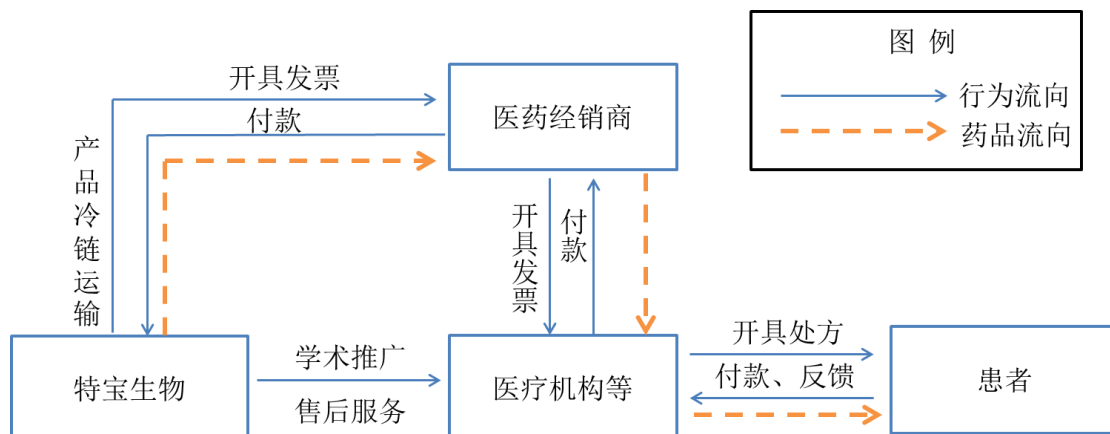 图 例
行为流向
药品流向
开具发票
付款
医药经销商
产品冷链运输
开具发票
付款
特宝生物
学术推广
售后服务
医疗机构等
开具处方
付款、反馈
患者